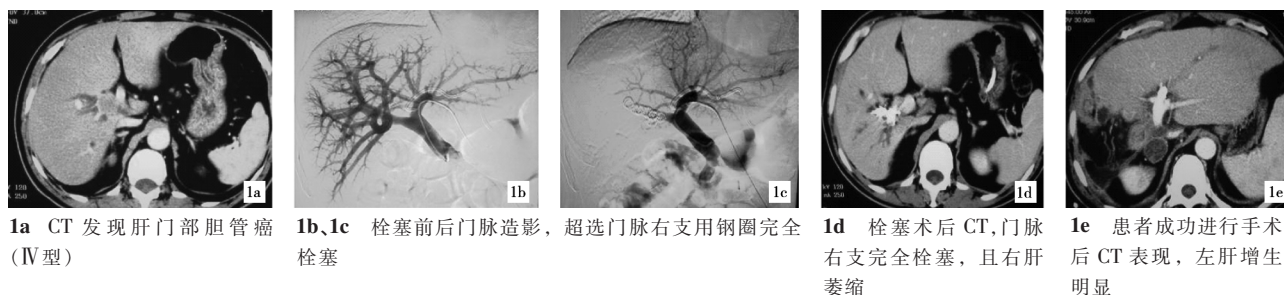 1a
1b
1c
1d
1e
1a CT 发现肝门部胆管癌
(Ⅳ型)
1b、1c 栓塞前后门脉造影，超选门脉右支用钢圈完全
栓塞
1d 栓塞术后 CT,门脉
右支完全栓塞，且右肝
萎缩
1e 患者成功进行手术
后 CT 表现，左肝增生
明显